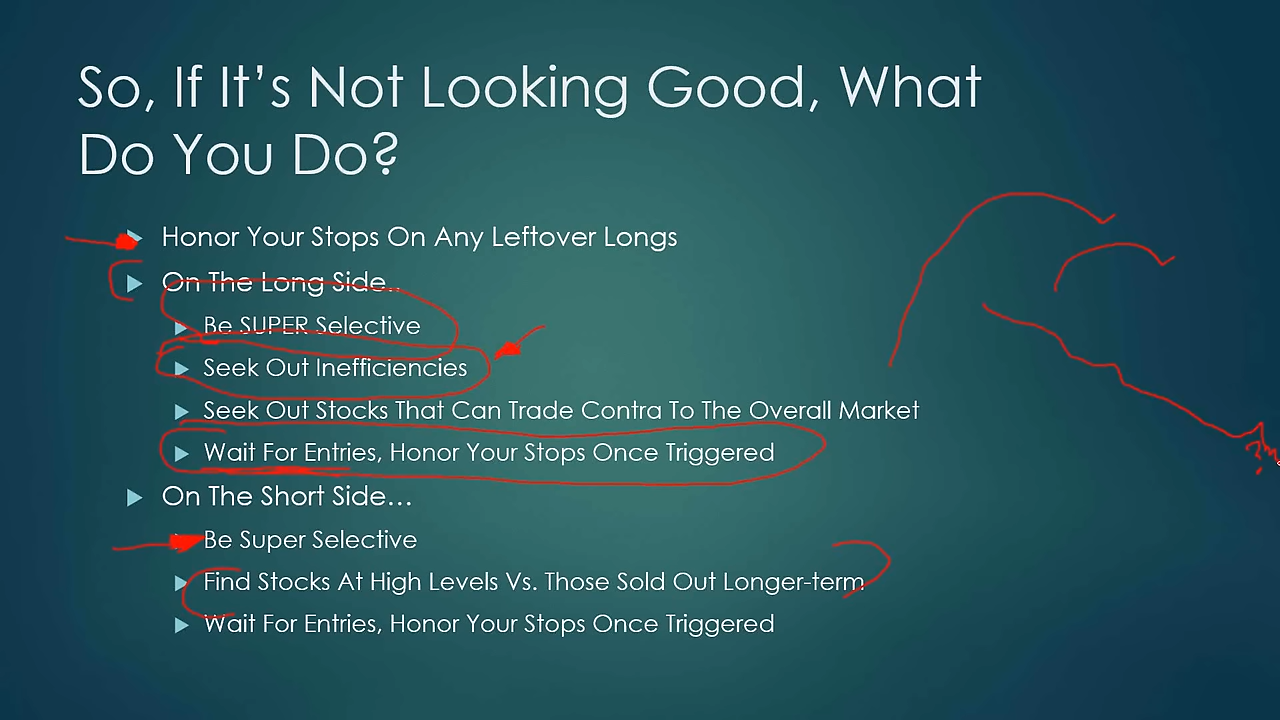 So, If It's Not Looking Good, What
Do You Do?
Honor Your Stops On Any Leftover Longs
On The Long Side..
Be SUPER Selective
Seek Out Inefficiencies
Seek Out Stocks That Can Trade Contra To The Overall Market
Wait For Entries, Honor Your Stops Once Triggered
On The Short Side...
Be Super Selective
Find Stocks At High Levels Vs. Those Sold Out Longer-term
Wait For Entries, Honor Your Stops Once Triggered
?